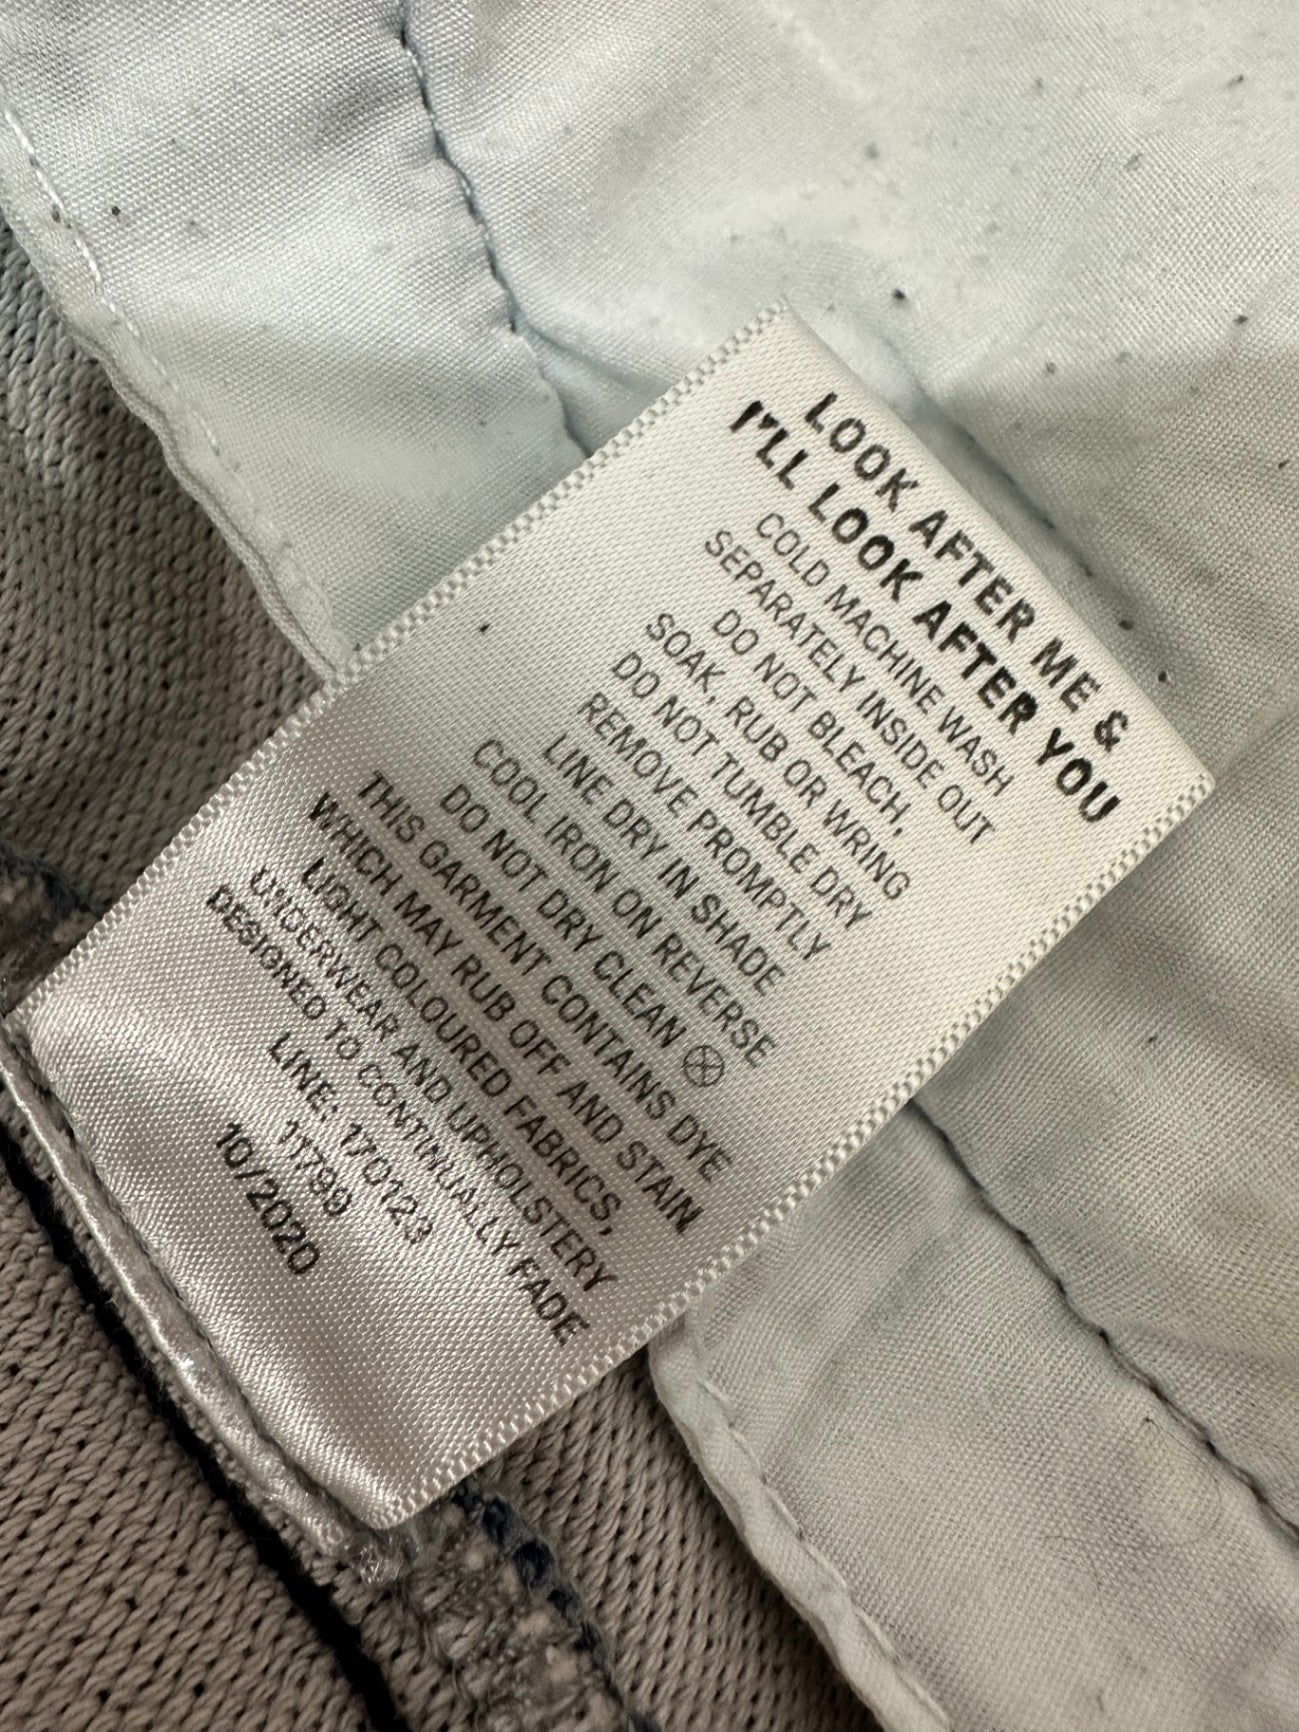 LOOK AFTER ME &
I'LL LOOK AFTER YOU
COLD MACHINE WASH
SEPARATELY INSIDE OUT
DO NOT BLEACH,
SOAK, RUB OR WRING
DO NOT TUMBLE DRY
REMOVE PROMPTLY
LINE DRY IN SHADE
COOL IRON ON REVERSE
DO NOT DRY CLEAN
THIS GARMENT CONTAINS DYE
WHICH MAY RUB OFF AND STAIN
LIGHT COLOURED FABRICS,
UNDERWEAR AND UPHOLSTERY
DESIGNED TO CONTINUALLY FADE
LINE: 170123
11799
10/2020